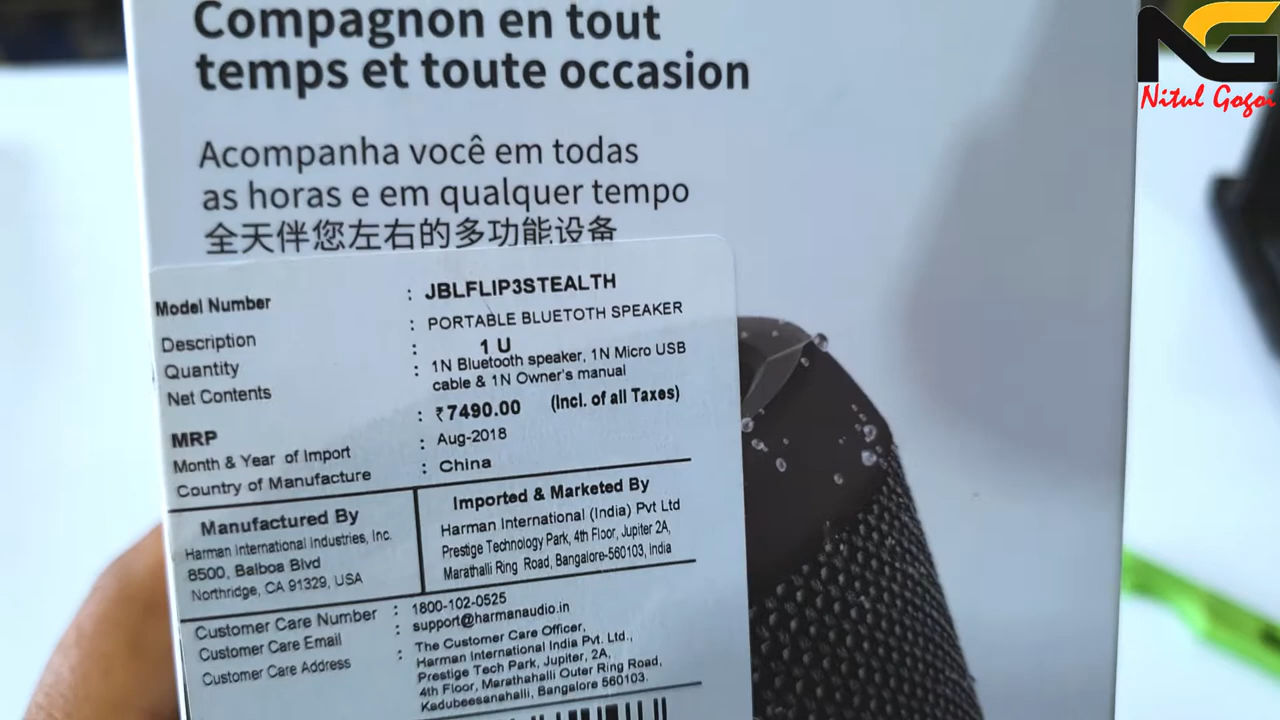 Compagnon en tout
temps et toute occasion
Acompanha você em todas
as horas e em qualquer tempo
全天伴您左右的多功能设备
NG
Nitul Gogoi
Model Number : JBLFLIP3STEALTH
Description : PORTABLE BLUETOTH SPEAKER
Quantity : 1 U
Net Contents : 1N Bluetooth speaker, 1N Micro USB
cable & 1N Owner's manual
MRP : ₹7490.00 (Incl. of all Taxes)
Month & Year of Import : Aug-2018
Country of Manufacture : China
Manufactured By
Harman International Industries, Inc.
8500, Balboa Blvd
Northridge, CA 91329, USA
Imported & Marketed By
Harman International (India) Pvt Ltd
Prestige Technology Park, 4th Floor, Jupiter 2A,
Marathalli Ring Road, Bangalore-560103, India
Customer Care Number : 1800-102-0525
Customer Care Email : support@harmanaudio.in
Customer Care Address : The Customer Care Officer,
Harman International India Pvt. Ltd.,
Prestige Tech Park, Jupiter, 2A,
4th Floor, Marathahalli Outer Ring Road,
Kadubeesanahalli, Bangalore 560103.